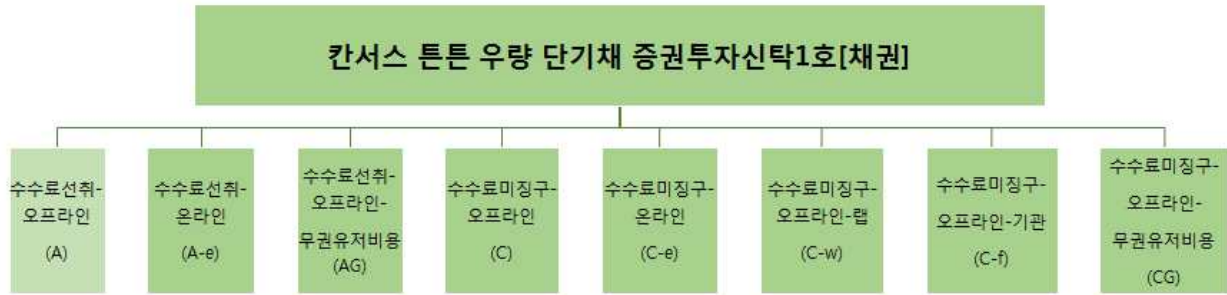 칸서스 튼튼 우량 단기채 증권투자신탁1호[채권]
수수료선취-
오프라인
(A)
수수료선취-
온라인
(A-e)
수수료선취-
오프라인-
무권유저비용
(AG)
수수료미징구-
오프라인
(C)
수수료미징구-
온라인
(C-e)
수수료미징구-
오프라인-랩
(C-w)
수수료미징구-
오프라인-기관
(C-f)
수수료미징구-
오프라인-
무권유저비용
(CG)